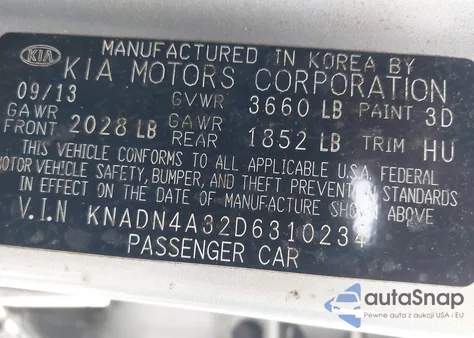 KIA
MANUFACTURED IN KOREA BY
KIA MOTORS CORPORATION
09/13 GVWR 3660 LB PAINT 3D
GAWR FRONT 2028 LB GAWR REAR 1852 LB TRIM HU
THIS VEHICLE CONFORMS TO ALL APPLICABLE U.S.A. FEDERAL
MOTOR VEHICLE SAFETY, BUMPER, AND THEFT PREVENTION STANDARDS
IN EFFECT ON THE DATE OF MANUFACTURE SHOWN ABOVE
V.I.N KNADN4A32D6310234
PASSENGER CAR
autoSnap
Pewne auta z aukcji USA i EU